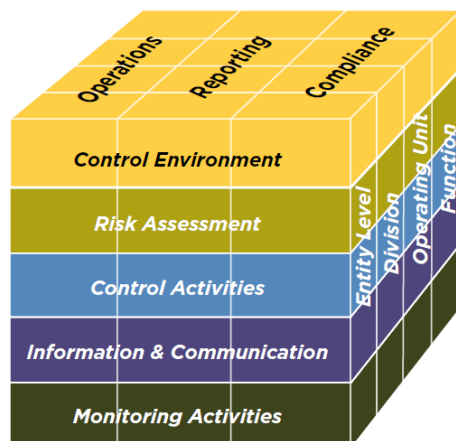 Operations
Reporting
Compliance
Control Environment
Risk Assessment
Control Activities
Information & Communication
Monitoring Activities
Entity Level
Division
Operating Unit
Function